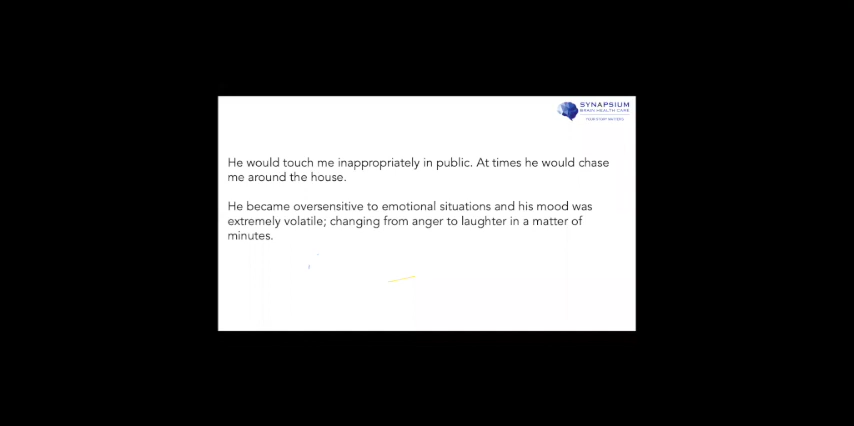 SYNAPSIUM
BRAIN HEALTH CARE
YOUR STORY MATTERS
He would touch me inappropriately in public. At times he would chase
me around the house.
He became oversensitive to emotional situations and his mood was
extremely volatile; changing from anger to laughter in a matter of
minutes.